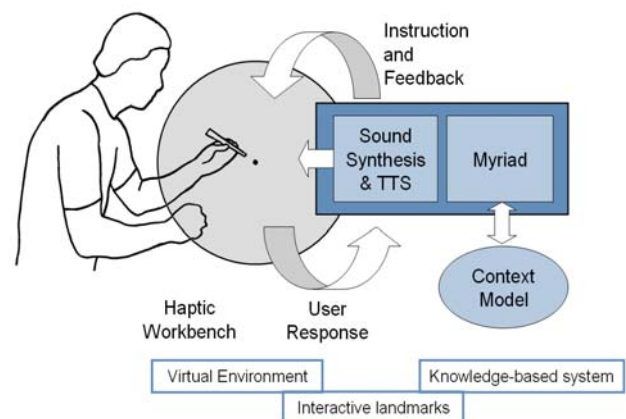 Instruction
and
Feedback
Sound
Synthesis
& TTS
Myriad
Context
Model
Haptic
Workbench
User
Response
Virtual Environment
Knowledge-based system
Interactive landmarks